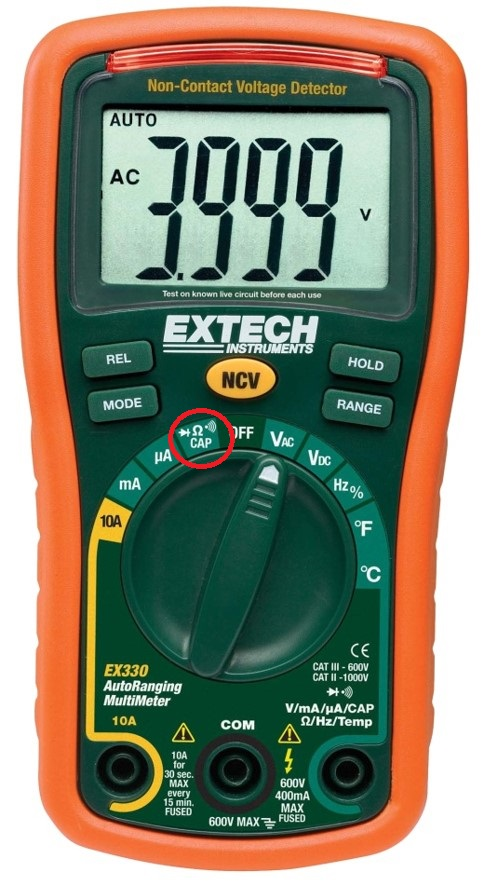 Non-Contact Voltage Detector
AUTO
AC 3.999 V
Test on known live circuit before each use
EXTECH
INSTRUMENTS
REL
NCV
HOLD
MODE
RANGE
Ω
CAP
OFF
VAC
VDC
Hz%
°F
°C
µA
mA
10A
CE
CAT III - 600V
CAT II -1000V
EX330
AutoRanging
MultiMeter
V/mA/µA/CAP
Ω/Hz/Temp
10A
COM
10A
for
30 sec.
MAX
every
15 min.
FUSED
600V
400mA
MAX
FUSED
600V MAX